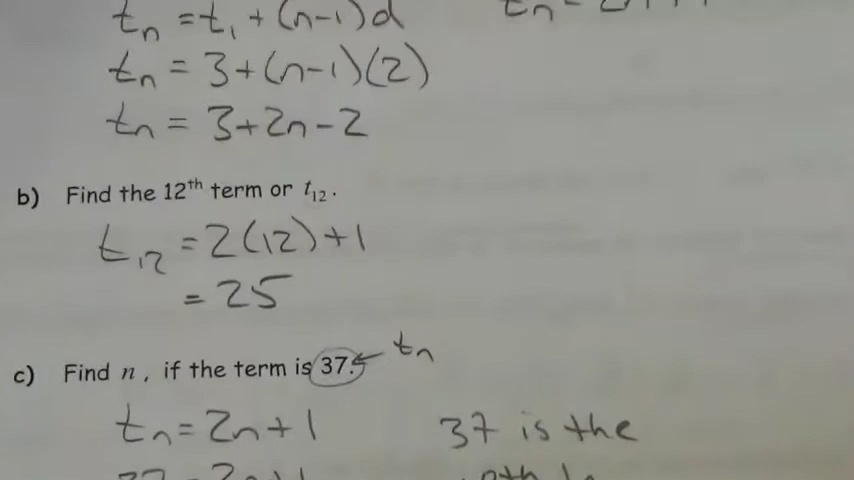 tₙ = t₁ + (n-1)d
tₙ = 3 + (n-1)(2)
tₙ = 3 + 2n - 2
b) Find the 12ᵗʰ term or t₁₂.
t₁₂ = 2(12) + 1
= 25
c) Find n, if the term is 37. ← tₙ
tₙ = 2n + 1
37 is the